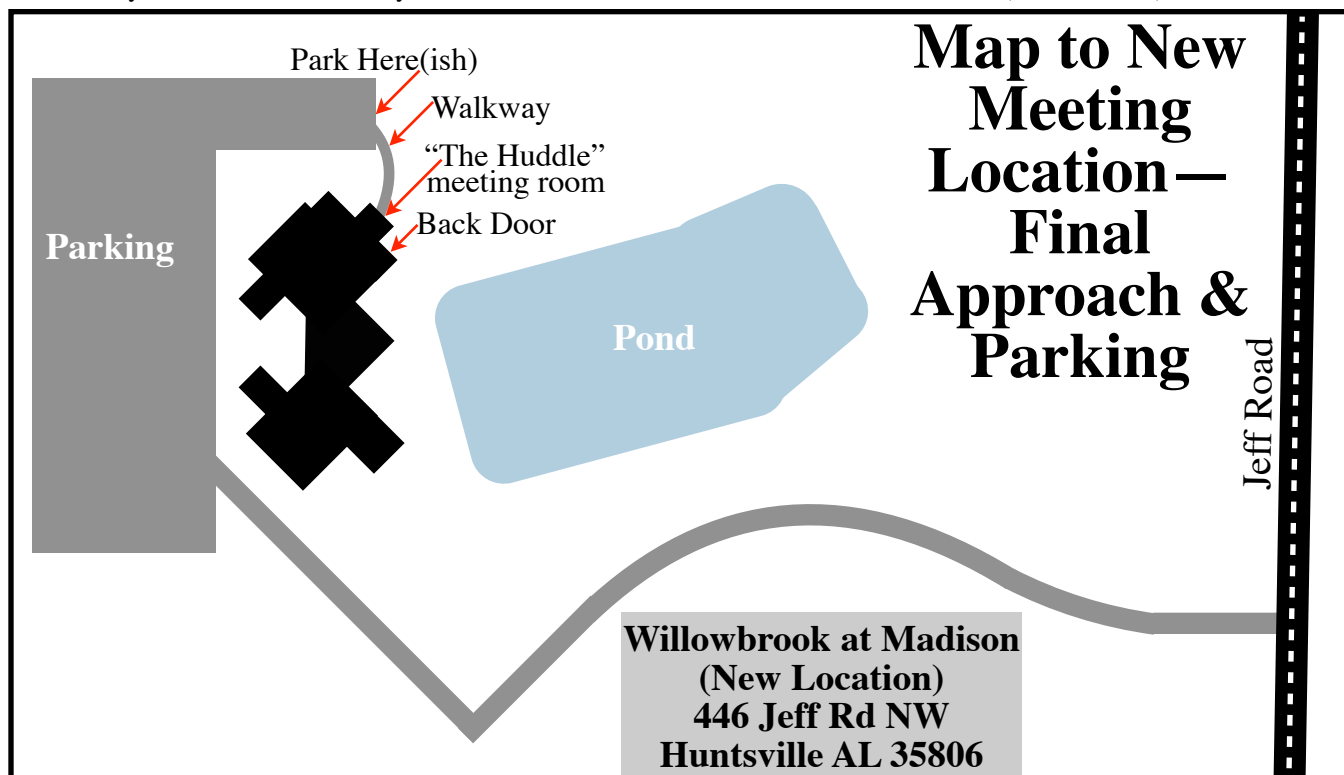 Map to New
Meeting
Location—
Final
Approach &
Parking
Park Here(ish)
Walkway
“The Huddle”
meeting room
Back Door
Parking
Pond
Jeff Road
Willowbrook at Madison
(New Location)
446 Jeff Rd NW
Huntsville AL 35806